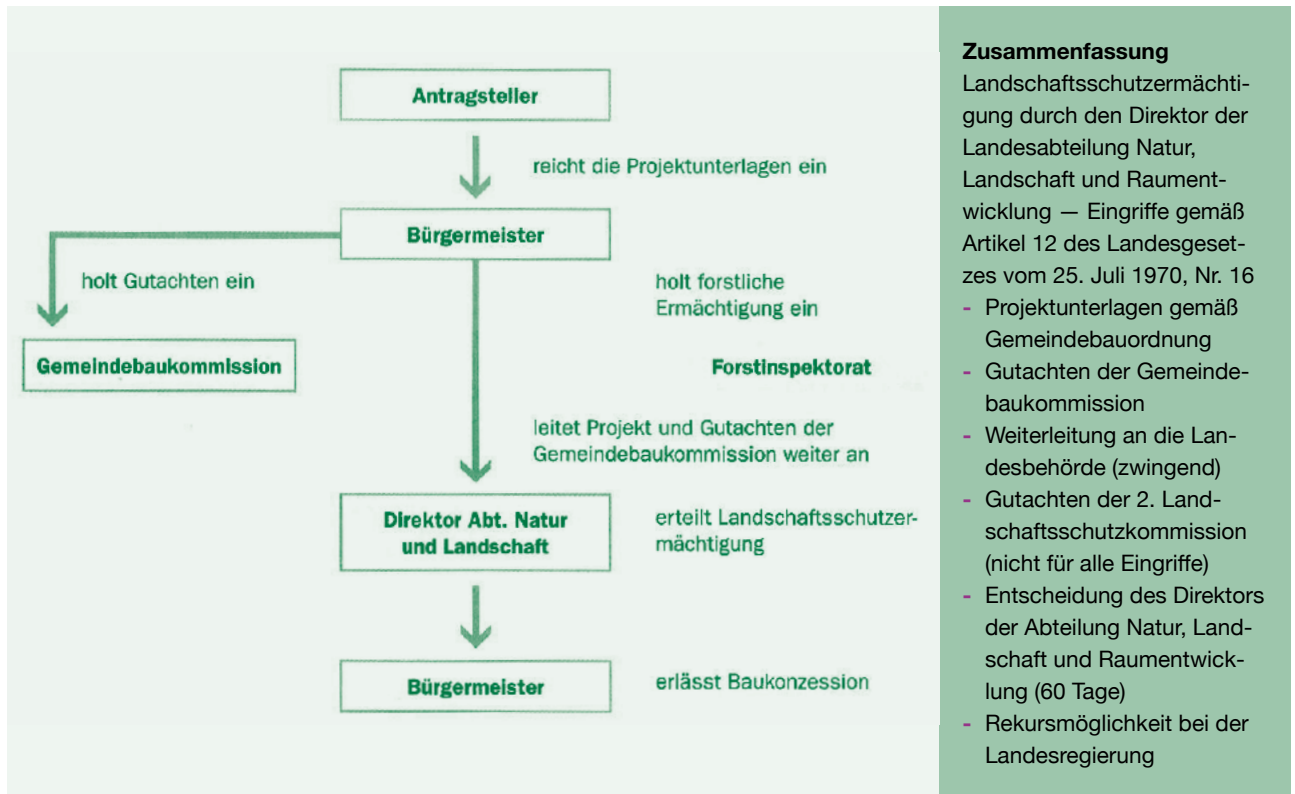 Antragsteller
reicht die Projektunterlagen ein
Bürgermeister
holt Gutachten ein
holt forstliche
Ermächtigung ein
Gemeindebaukommission
Forstinspektorat
leitet Projekt und Gutachten der
Gemeindebaukommission weiter an
Direktor Abt. Natur
und Landschaft
erteilt Landschaftsschutzer-
mächtigung
Bürgermeister
erlässt Baukonzession
Zusammenfassung
Landschaftsschutzermächti-
gung durch den Direktor der
Landesabteilung Natur,
Landschaft und Raument-
wicklung — Eingriffe gemäß
Artikel 12 des Landesgeset-
zes vom 25. Juli 1970, Nr. 16
- Projektunterlagen gemäß
Gemeindebauordnung
- Gutachten der Gemeinde-
baukommission
- Weiterleitung an die Lan-
desbehörde (zwingend)
- Gutachten der 2. Land-
schaftsschutzkommission
(nicht für alle Eingriffe)
- Entscheidung des Direktors
der Abteilung Natur, Land-
schaft und Raumentwick-
lung (60 Tage)
- Rekursmöglichkeit bei der
Landesregierung